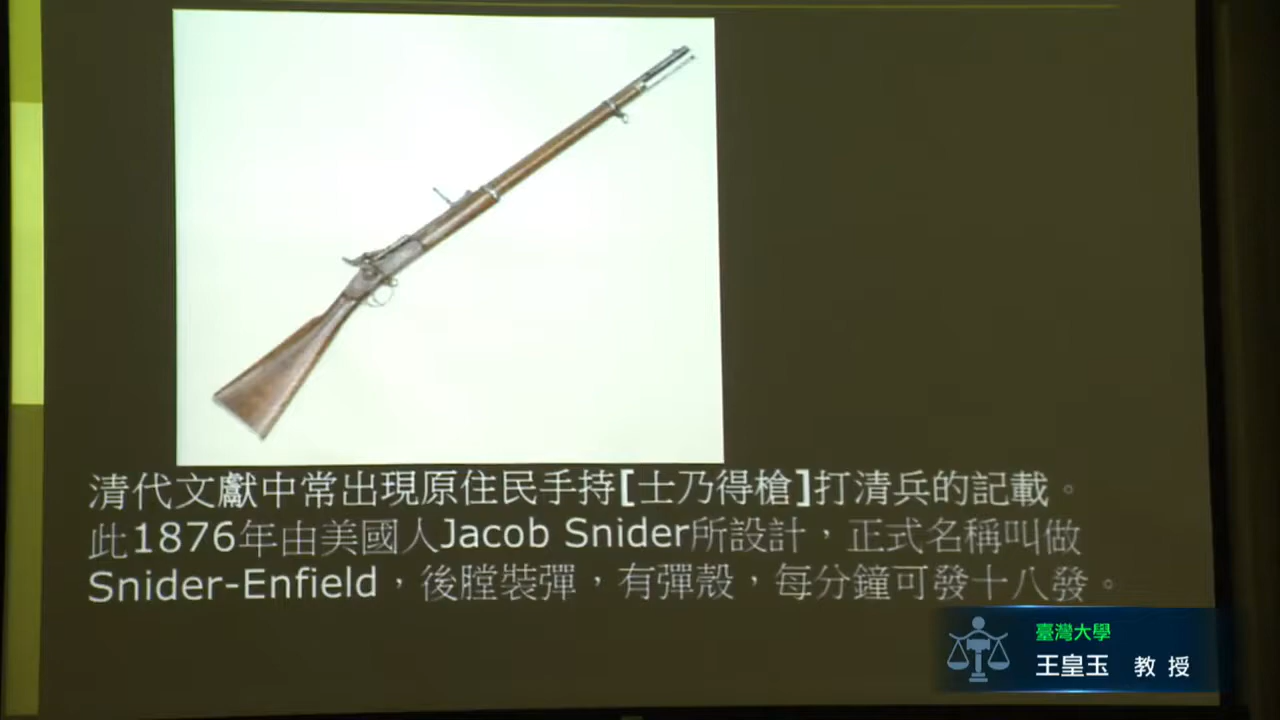 清代文獻中常出現原住民手持[士乃得槍]打清兵的記載。
此1876年由美國人Jacob Snider所設計，正式名稱叫做
Snider-Enfield，後膛裝彈，有彈殼，每分鐘可發十八發。
臺灣大學
王皇玉 教授